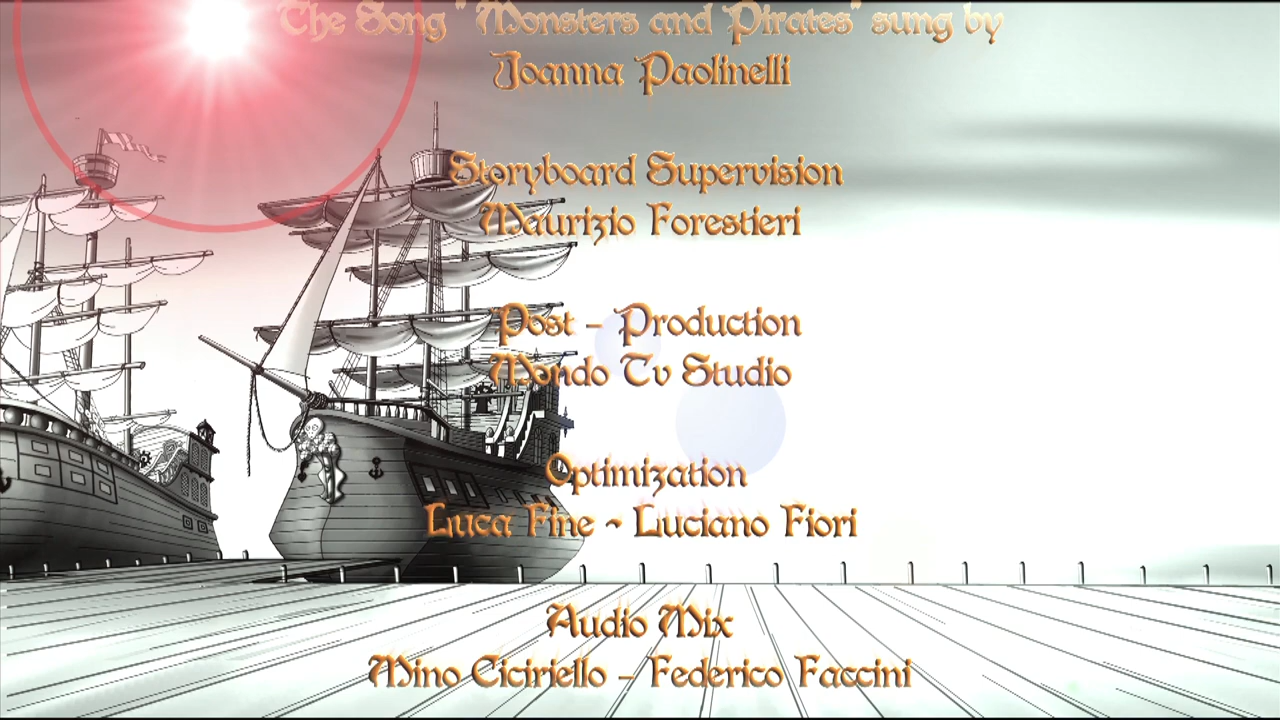 The Song " Monsters and Pirates" sung by
Joanna Paolinelli
Storyboard Supervision
Maurizio Forestieri
Post - Production
Mondo Tv Studio
Optimization
Luca Fine - Luciano Fiori
Audio Mix
Mino Ciciriello - Federico Faccini